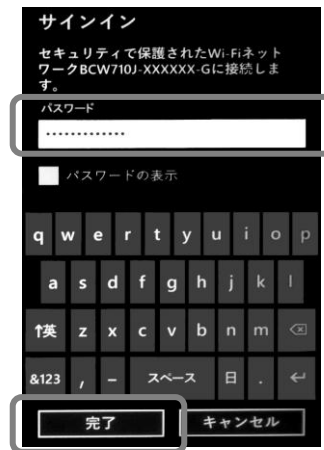 サインイン
セキュリティで保護されたWi-Fiネット
ワークBCW710J-XXXXXX-Gに接続しま
す。
パスワード
•••••••••••••
パスワードの表示
q w e r t y u i o p
a s d f g h j k l
↑英 z x c v b n m ⌫
&123 , – スペース 日 . ↵
完了 キャンセル